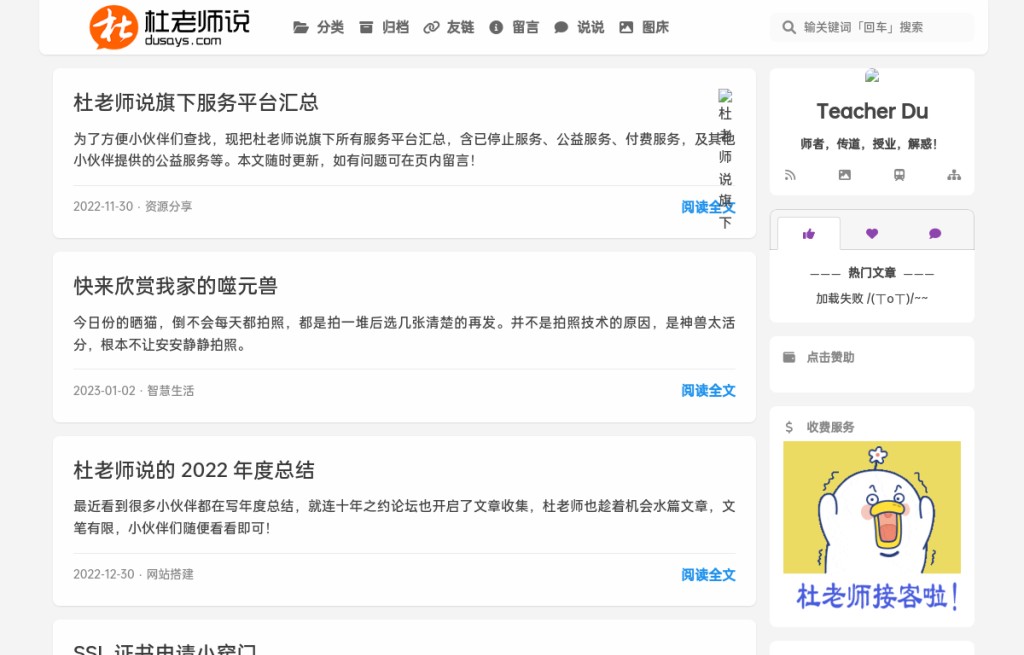 杜老师说
dusays.com
分类 归档 友链 留言 说说 图床
输关键词「回车」搜索
杜老师说旗下服务平台汇总
为了方便小伙伴们查找，现把杜老师说旗下所有服务平台汇总，含已停止服务、公益服务、付费服务，及其他
小伙伴提供的公益服务等。本文随时更新，如有问题可在页内留言！
2022-11-30 · 资源分享
阅读全文
杜
老
师
说
旗
下
快来欣赏我家的噬元兽
今日份的晒猫，倒不会每天都拍照，都是拍一堆后选几张清楚的再发。并不是拍照技术的原因，是神兽太活
分，根本不让安安静静拍照。
2023-01-02 · 智慧生活
阅读全文
杜老师说的 2022 年度总结
最近看到很多小伙伴都在写年度总结，就连十年之约论坛也开启了文章收集，杜老师也趁着机会水篇文章，文
笔有限，小伙伴们随便看看即可！
2022-12-30 · 网站搭建
阅读全文
SSL 证书申请小窍门
Teacher Du
师者，传道，授业，解惑！
——— 热门文章 ———
加载失败 /(ㄒoㄒ)/~~
点击赞助
收费服务
杜老师接客啦！